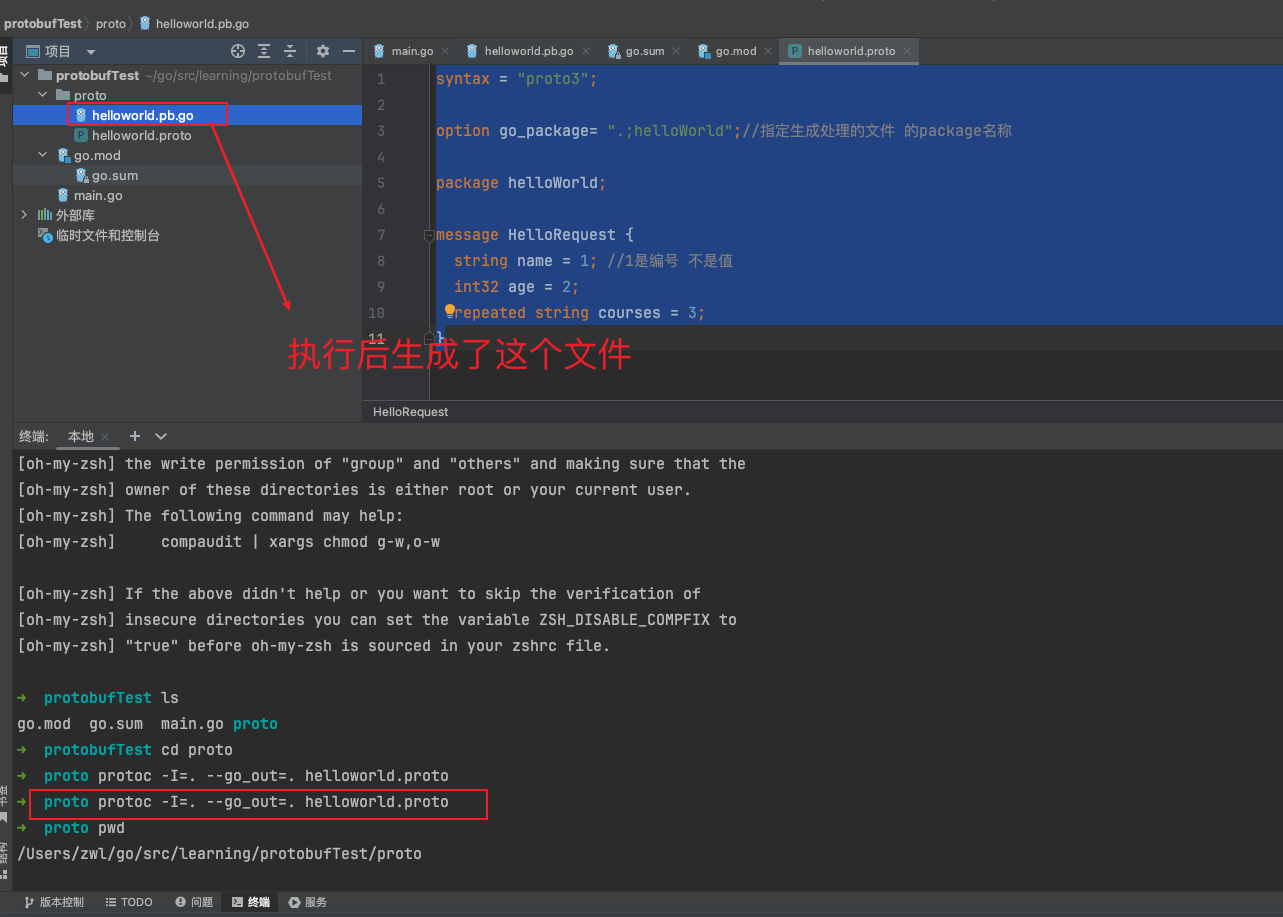 protobufTest 〉 proto 〉 helloworld.pb.go
项目
main.go
helloworld.pb.go
go.sum
go.mod
helloworld.proto
protobufTest ~/go/src/learning/protobufTest
proto
helloworld.pb.go
helloworld.proto
go.mod
go.sum
main.go
外部库
临时文件和控制台
1 syntax = "proto3";
2
3 option go_package= ".;helloWorld";//指定生成处理的文件 的package名称
4
5 package helloWorld;
6
7 message HelloRequest {
8 string name = 1; //1是编号 不是值
9 int32 age = 2;
10 repeated string courses = 3;
11 }
执行后生成了这个文件
HelloRequest
终端: 本地
[oh-my-zsh] the write permission of "group" and "others" and making sure that the
[oh-my-zsh] owner of these directories is either root or your current user.
[oh-my-zsh] The following command may help:
[oh-my-zsh]     compaudit | xargs chmod g-w,o-w
[oh-my-zsh] If the above didn't help or you want to skip the verification of
[oh-my-zsh] insecure directories you can set the variable ZSH_DISABLE_COMPFIX to
[oh-my-zsh] "true" before oh-my-zsh is sourced in your zshrc file.
→ protobufTest ls
go.mod  go.sum  main.go proto
→ protobufTest cd proto
→ proto protoc -I=. --go_out=. helloworld.proto
→ proto protoc -I=. --go_out=. helloworld.proto
→ proto pwd
/Users/zwl/go/src/learning/protobufTest/proto
版本控制 TODO 问题 终端 服务